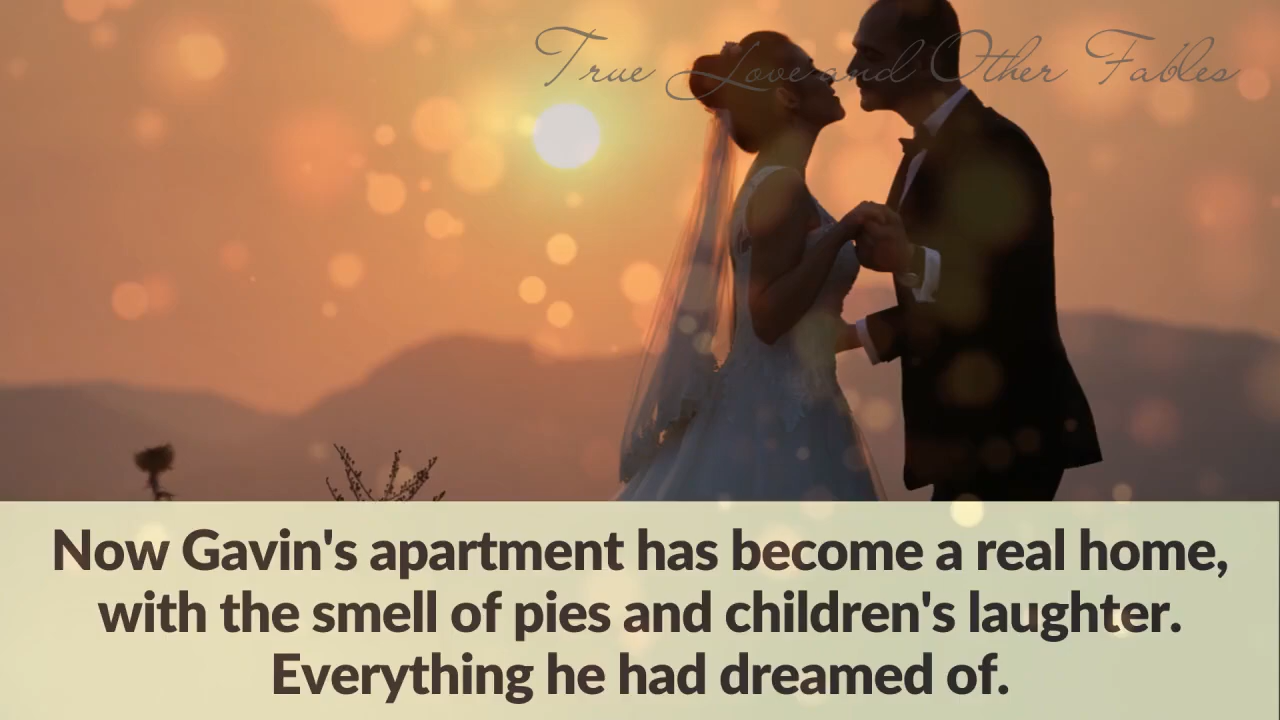 True Love and Other Fables
Now Gavin's apartment has become a real home,
with the smell of pies and children's laughter.
Everything he had dreamed of.